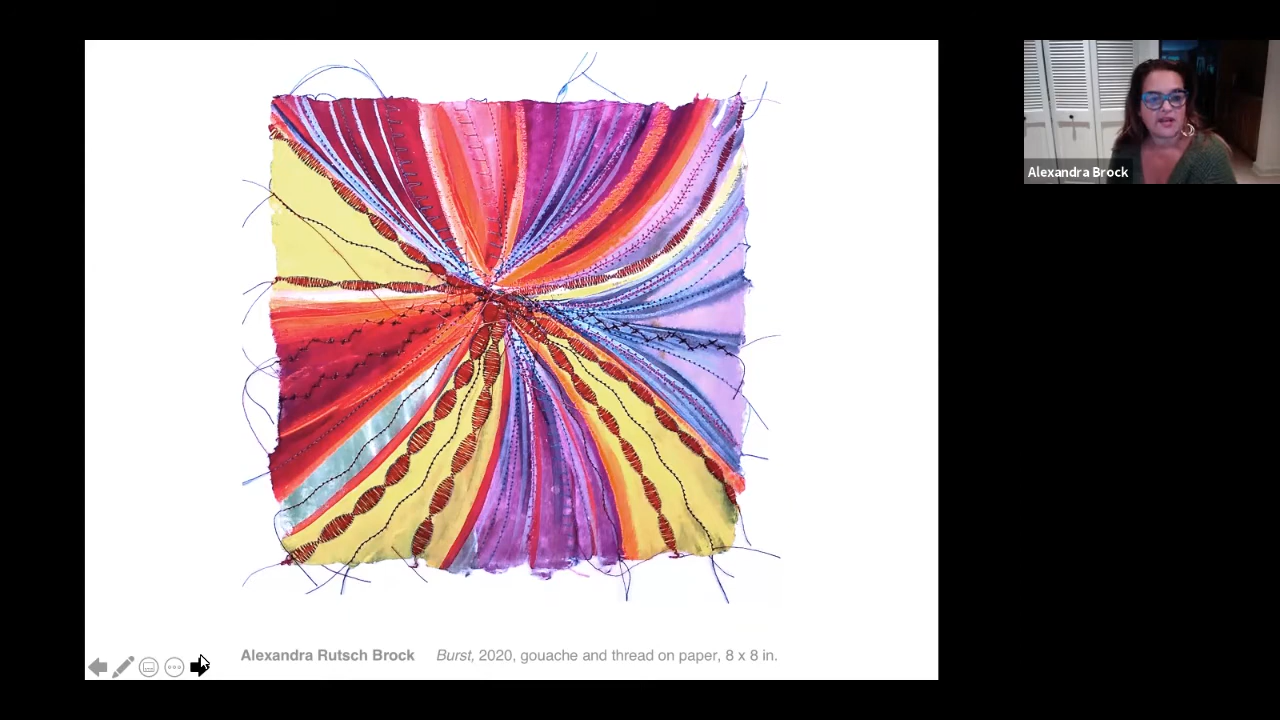 Alexandra Brock
Alexandra Rutsch Brock Burst, 2020, gouache and thread on paper, 8 x 8 in.